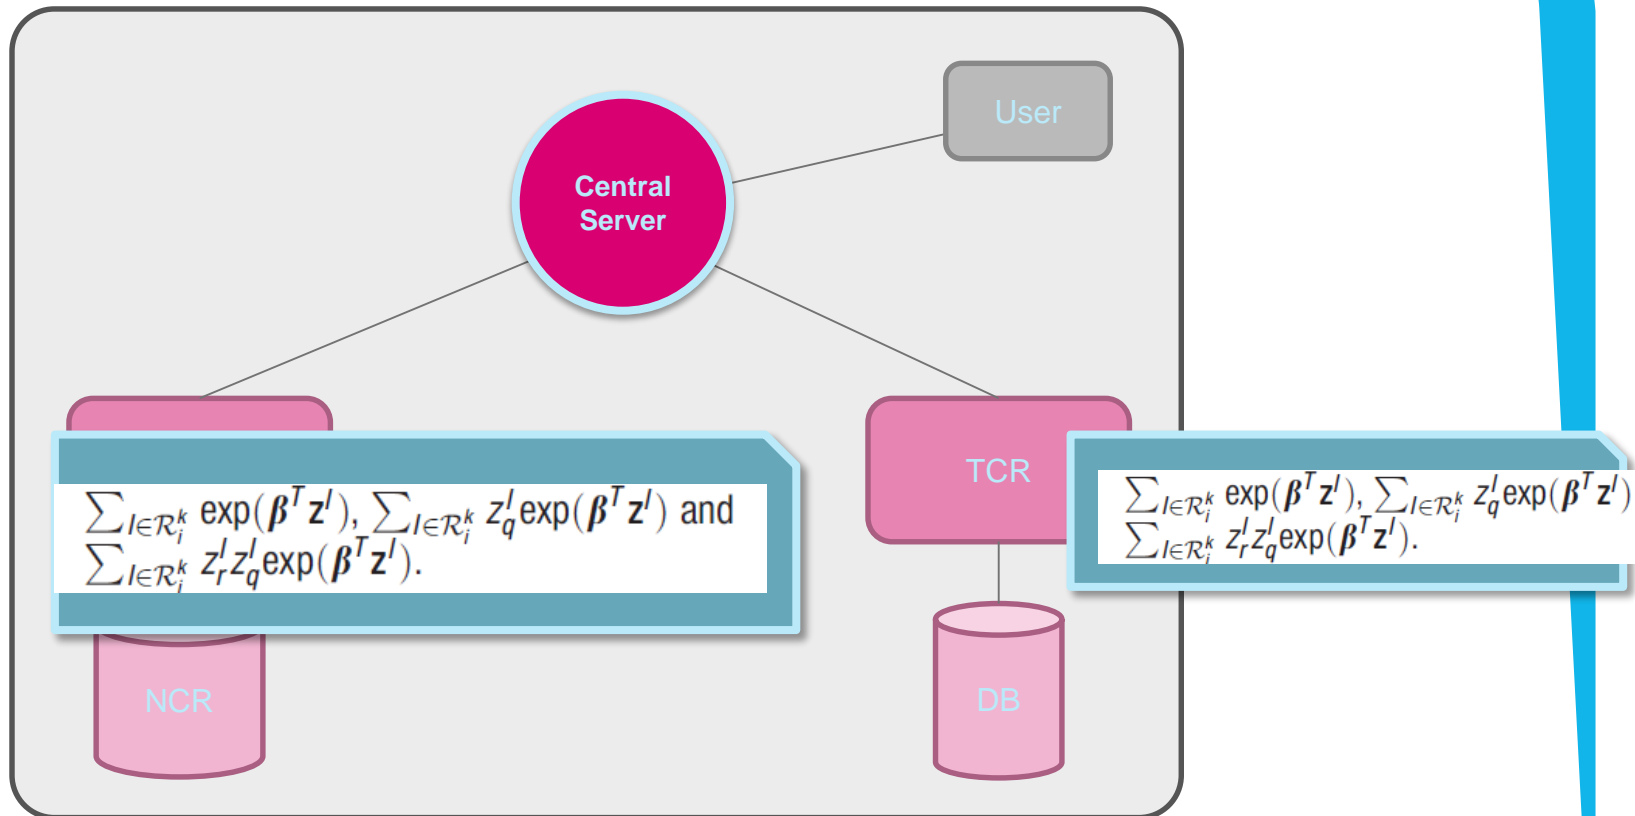 User
Central
Server
TCR
∑_{l∈𝓡_i^k} exp(𝜷^T 𝐳^l), ∑_{l∈𝓡_i^k} z_q^l exp(𝜷^T 𝐳^l) and
∑_{l∈𝓡_i^k} z_r^l z_q^l exp(𝜷^T 𝐳^l).
∑_{l∈𝓡_i^k} exp(𝜷^T 𝐳^l), ∑_{l∈𝓡_i^k} z_q^l exp(𝜷^T 𝐳^l)
∑_{l∈𝓡_i^k} z_r^l z_q^l exp(𝜷^T 𝐳^l).
NCR
DB